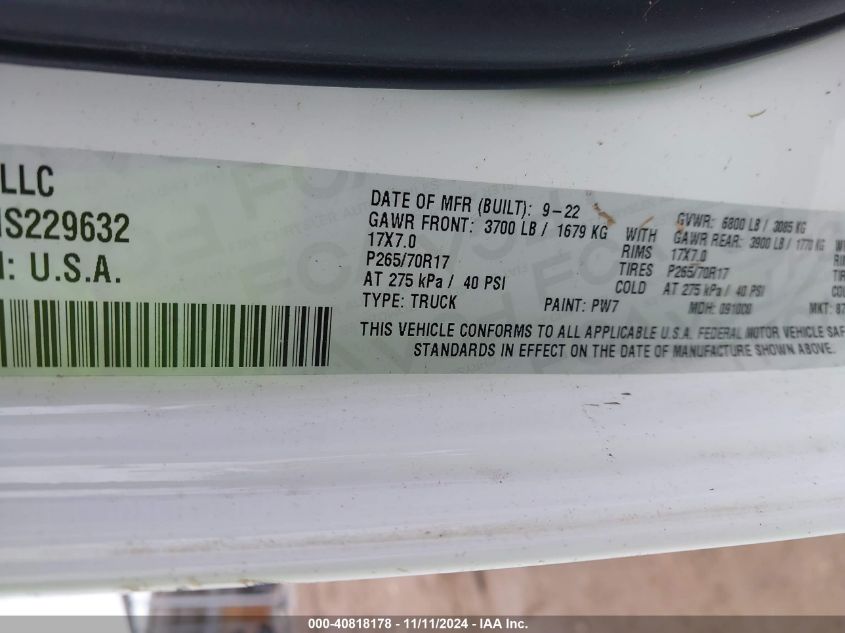 LLC
S229632
: U.S.A.
DATE OF MFR (BUILT): 9-22
GAWR FRONT: 3700 LB / 1679 KG
17X7.0
P265/70R17
AT 275 kPa / 40 PSI
TYPE: TRUCK
PAINT: PW7
WITH
RIMS
TIRES
COLD
GVWR: 6800 LB / 3085 KG
GAWR REAR: 3900 LB / 1770 KG
17X7.0
P265/70R17
AT 275 kPa / 40 PSI
MDH: 0910C0
MKT:
THIS VEHICLE CONFORMS TO ALL APPLICABLE U.S.A. FEDERAL MOTOR VEHICLE SAF
STANDARDS IN EFFECT ON THE DATE OF MANUFACTURE SHOWN ABOVE.
000-40818178 - 11/11/2024 - IAA Inc.